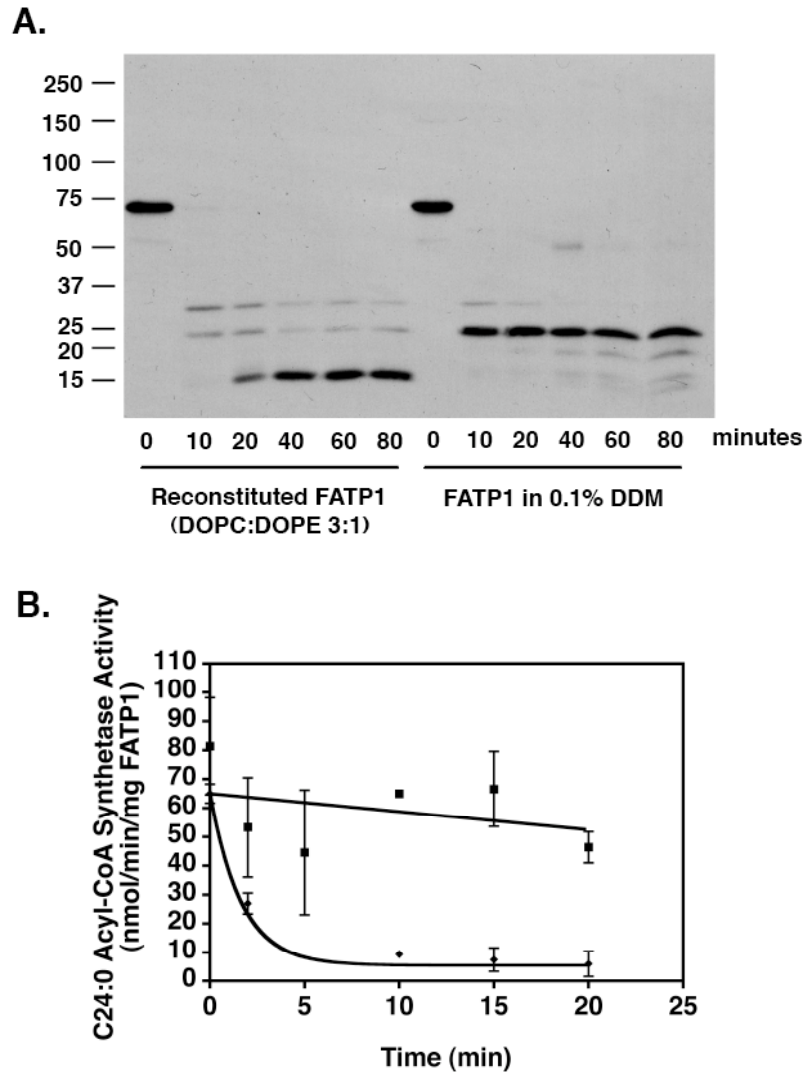 A.
250
150
100
75
50
37
25
20
15
0 10 20 40 60 80 0 10 20 40 60 80 minutes
Reconstituted FATP1
(DOPC:DOPE 3:1)
FATP1 in 0.1% DDM
B.
C24:0 Acyl-CoA Synthetase Activity
(nmol/min/mg FATP1)
110
100
90
80
70
60
50
40
30
20
10
0
0 5 10 15 20 25
Time (min)